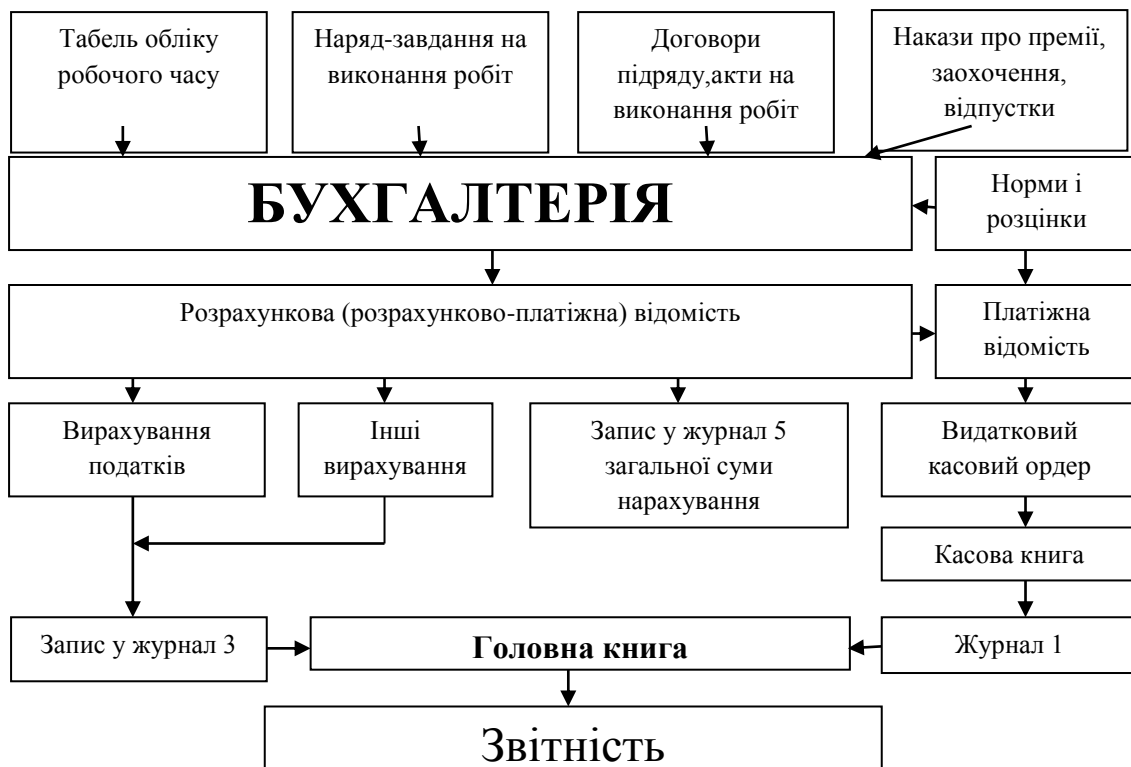 Табель обліку
робочого часу
Наряд-завдання на
виконання робіт
Договори
підряду,акти на
виконання робіт
Накази про премії,
заохочення,
відпустки
БУХГАЛТЕРІЯ
Норми і
розцінки
Розрахункова (розрахунково-платіжна) відомість
Платіжна
відомість
Вирахування
податків
Інші
вирахування
Запис у журнал 5
загальної суми
нарахування
Видатковий
касовий ордер
Касова книга
Запис у журнал 3
Головна книга
Журнал 1
Звітність